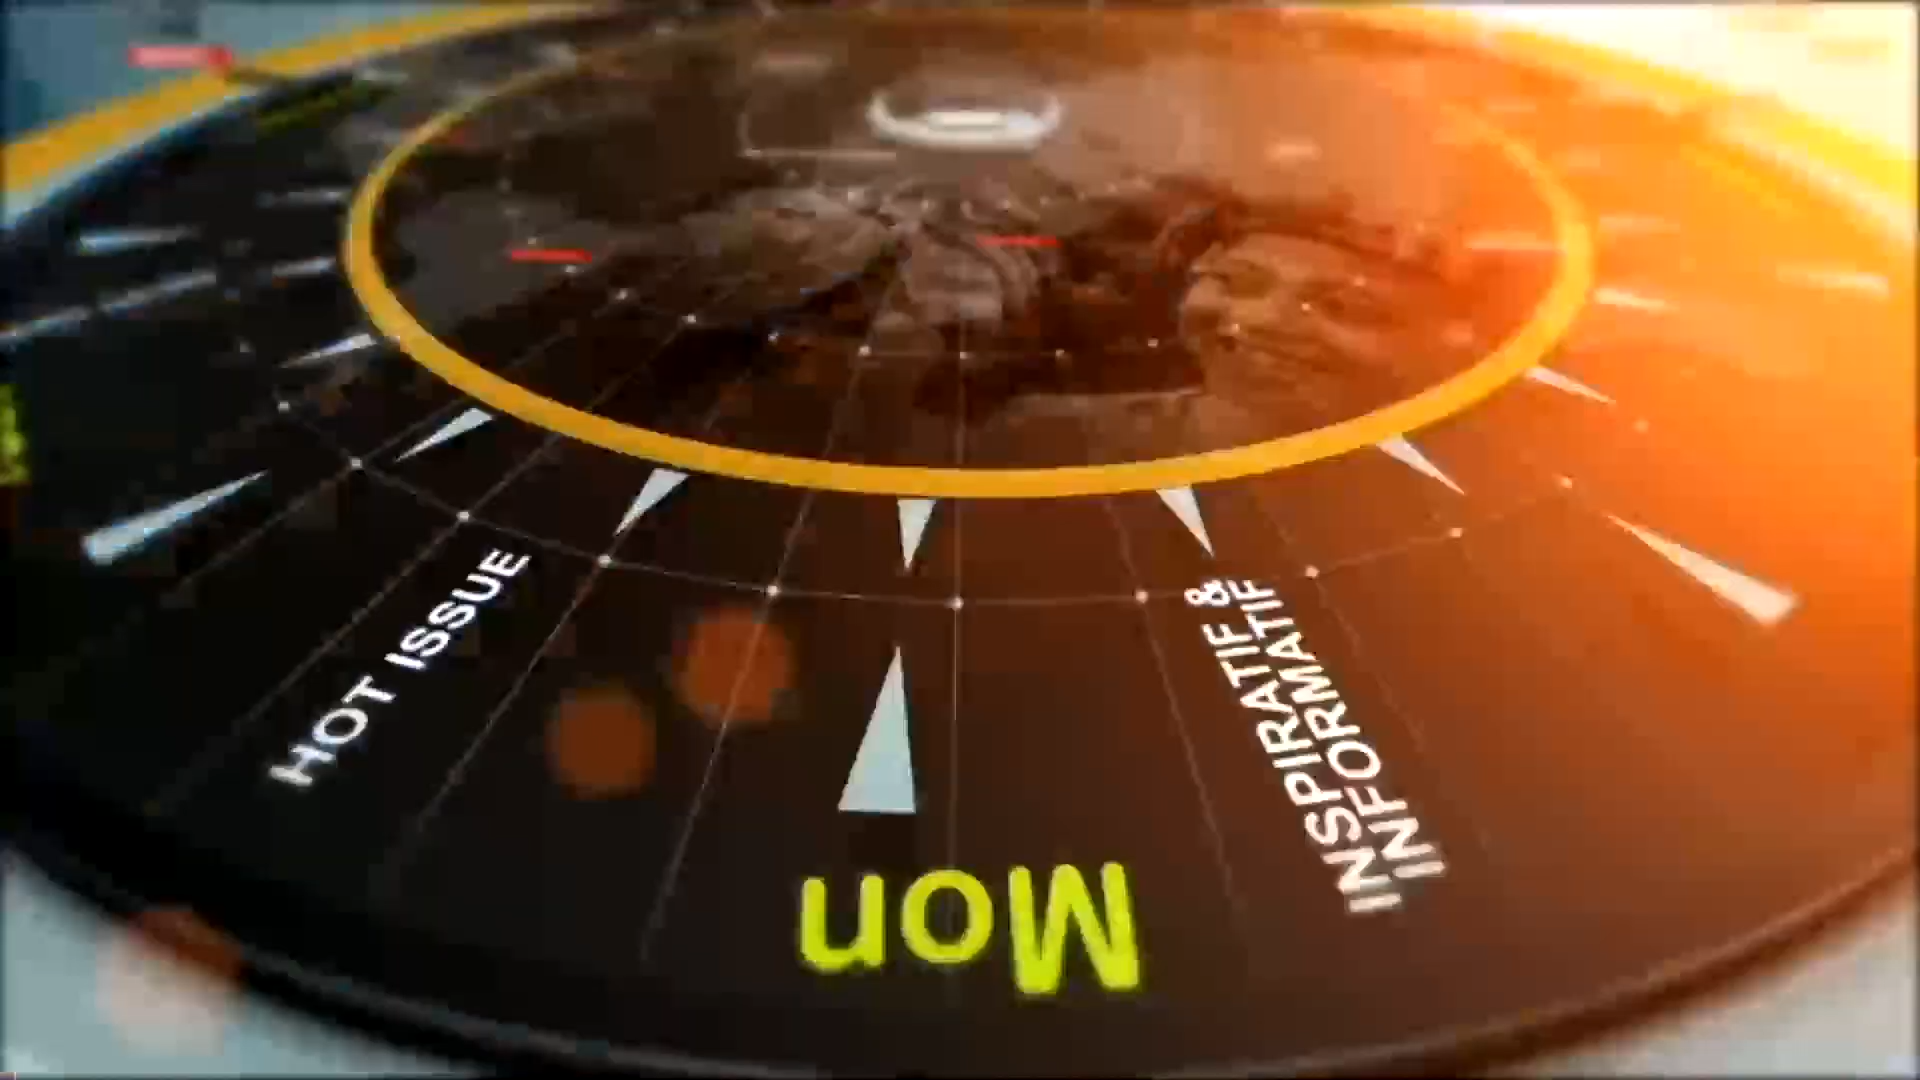 HOT ISSUE
INSPIRATIF &
INFORMATIF
Mon